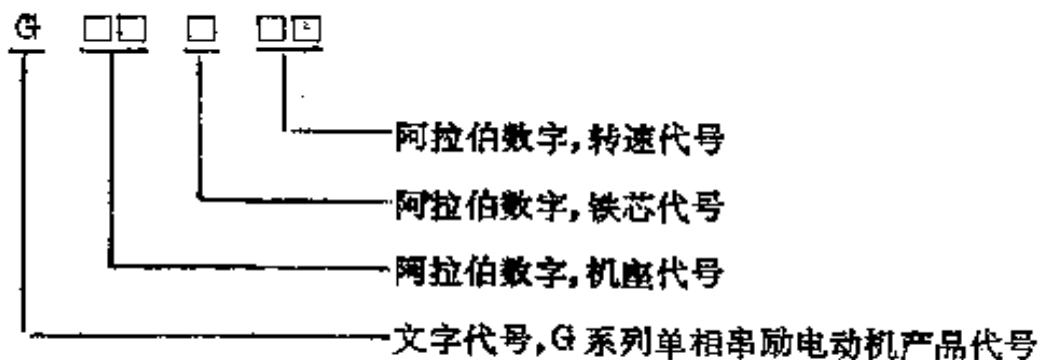 G □□ □ □□
阿拉伯数字,转速代号
阿拉伯数字,铁芯代号
阿拉伯数字,机座代号
文字代号,G系列单相串励电动机产品代号